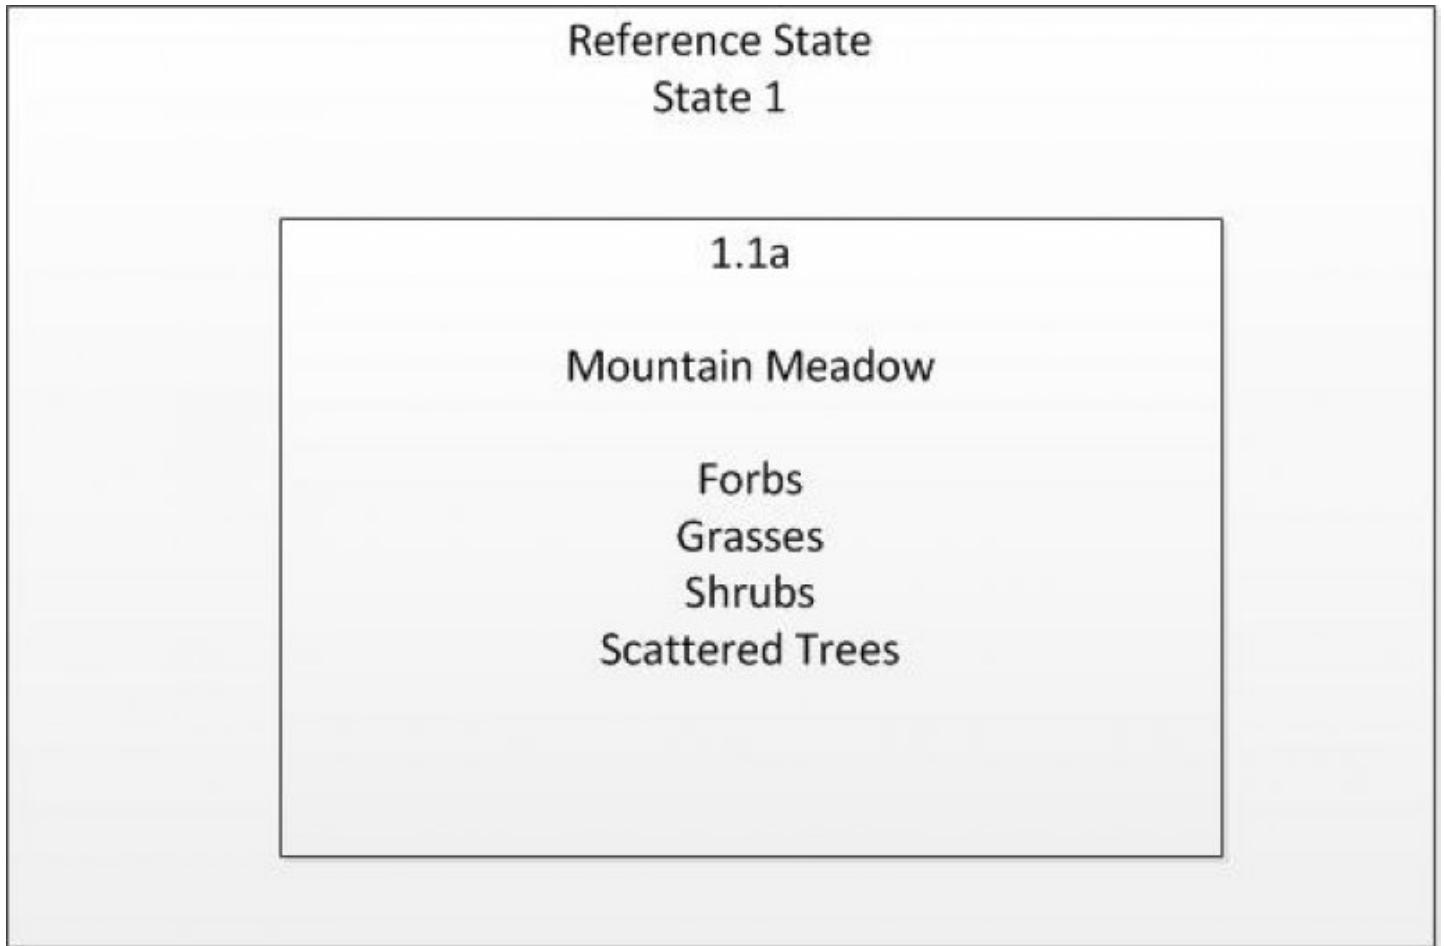 Reference State
State 1
1.1a
Mountain Meadow
Forbs
Grasses
Shrubs
Scattered Trees